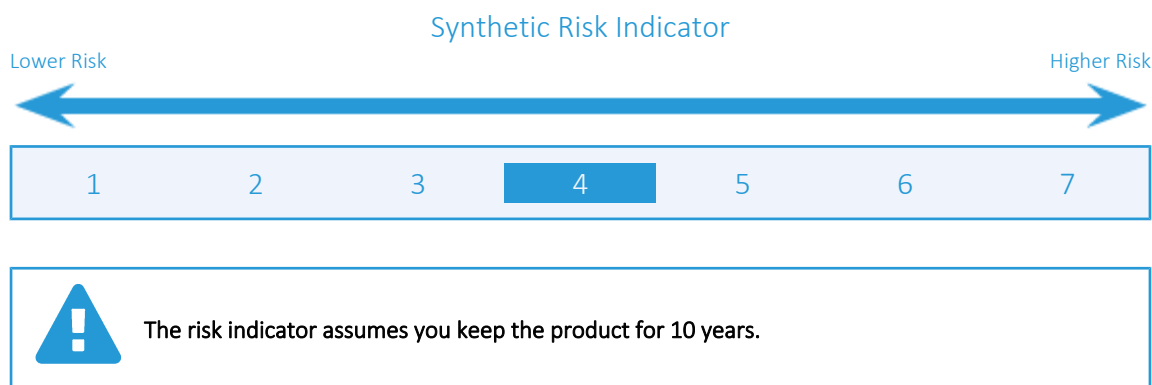 Synthetic Risk Indicator
Lower Risk Higher Risk
1 2 3 4 5 6 7
The risk indicator assumes you keep the product for 10 years.